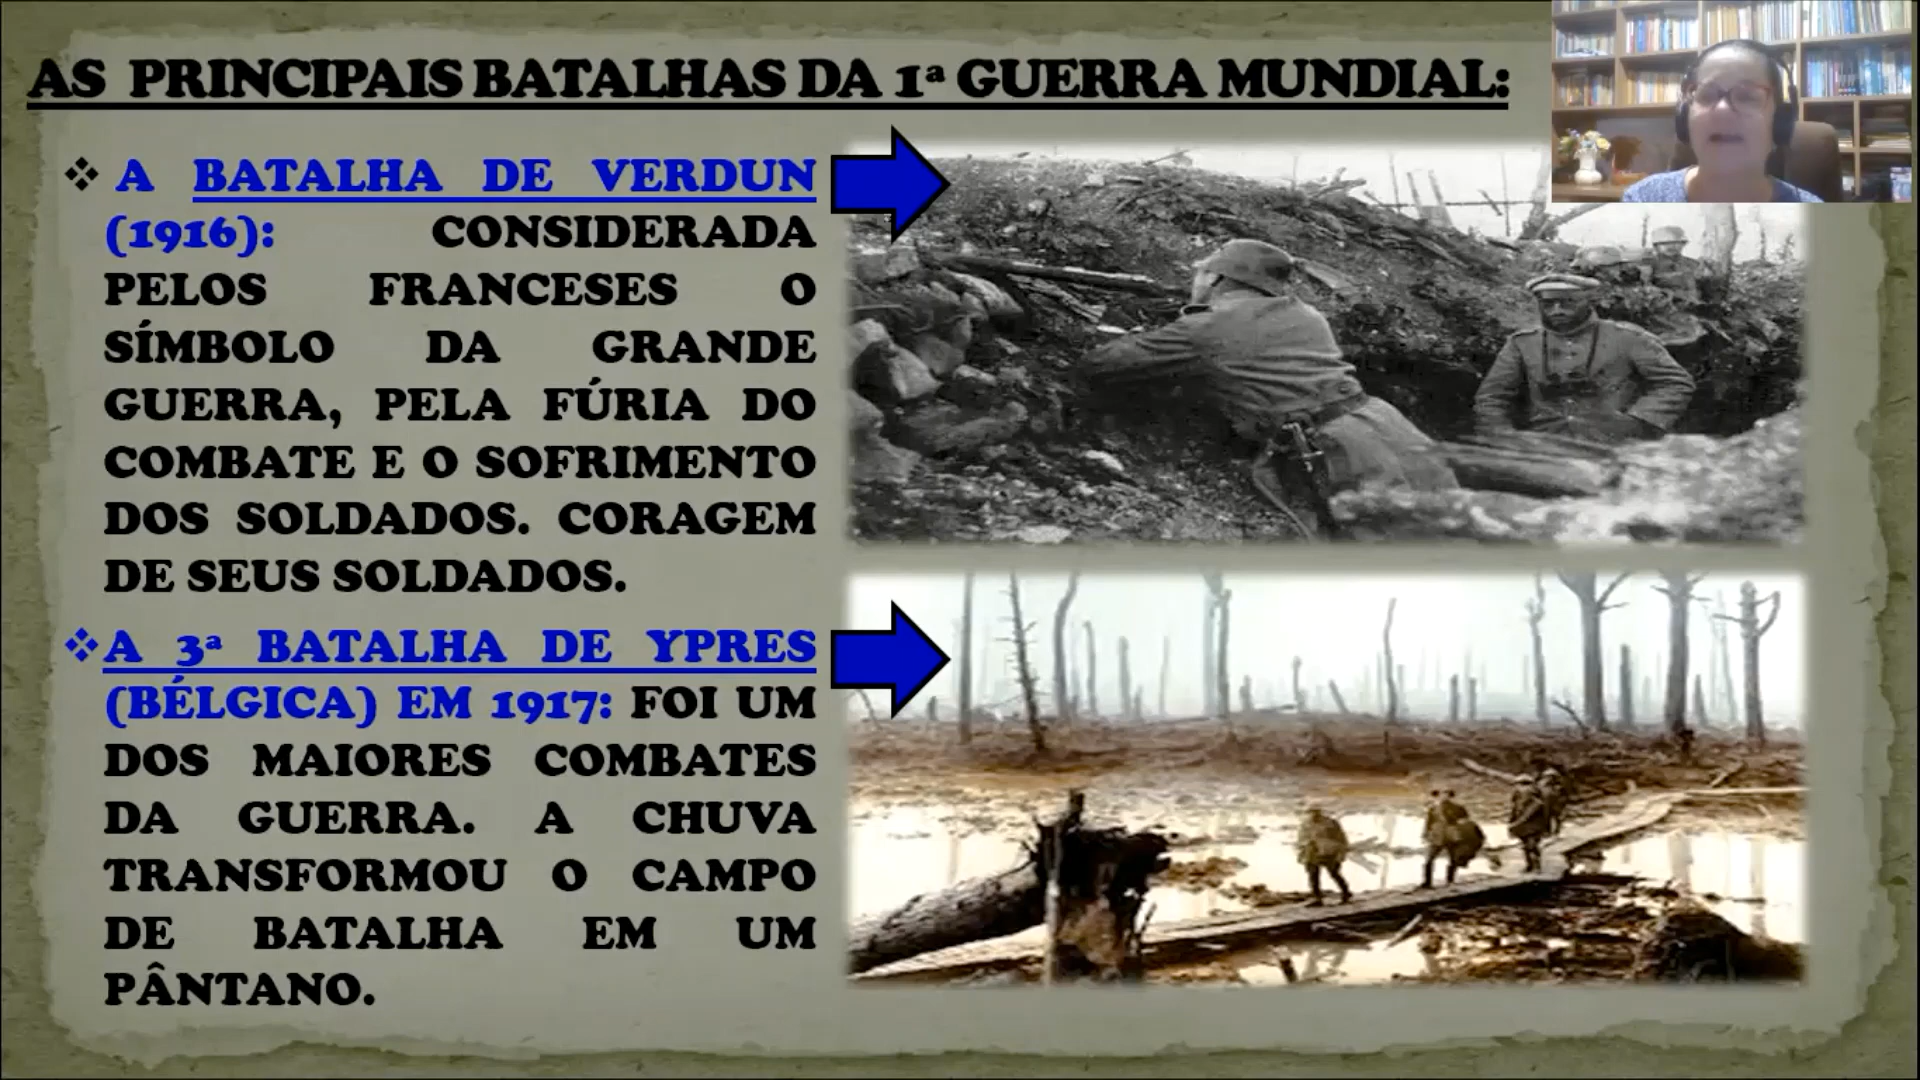 AS PRINCIPAIS BATALHAS DA 1ª GUERRA MUNDIAL:
❖ A BATALHA DE VERDUN
(1916): CONSIDERADA
PELOS FRANCESES O
SÍMBOLO DA GRANDE
GUERRA, PELA FÚRIA DO
COMBATE E O SOFRIMENTO
DOS SOLDADOS. CORAGEM
DE SEUS SOLDADOS.
❖ A 3ª BATALHA DE YPRES
(BÉLGICA) EM 1917: FOI UM
DOS MAIORES COMBATES
DA GUERRA. A CHUVA
TRANSFORMOU O CAMPO
DE BATALHA EM UM
PÂNTANO.